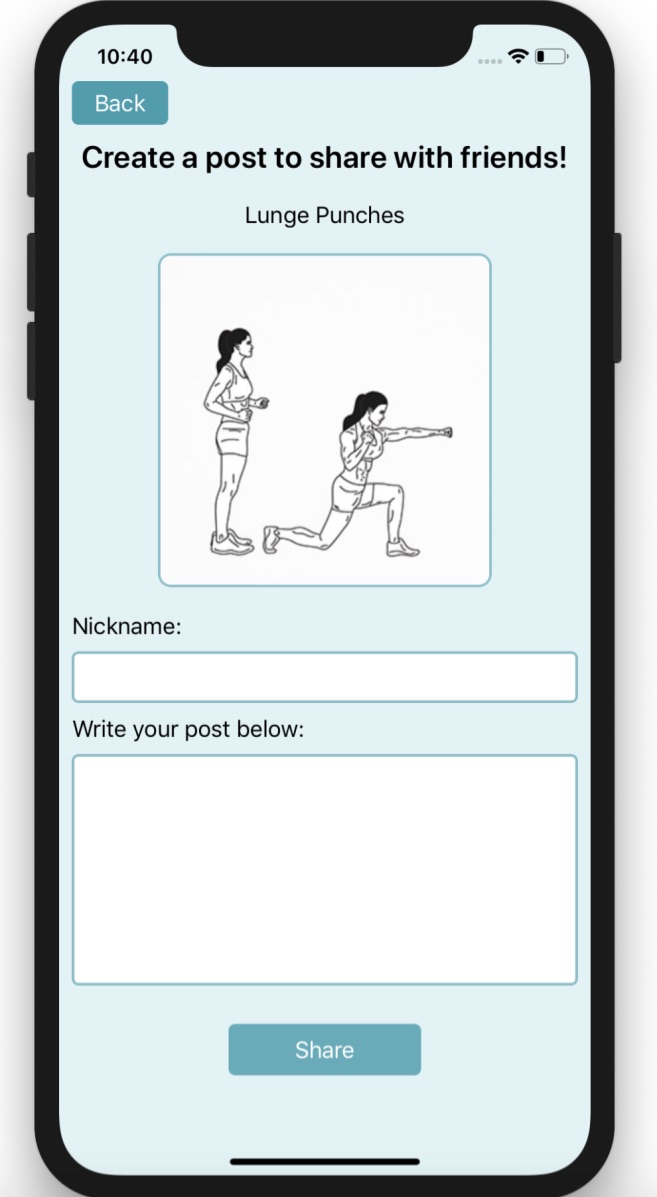 10:40
Back
Create a post to share with friends!
Lunge Punches
Nickname:
Write your post below:
Share